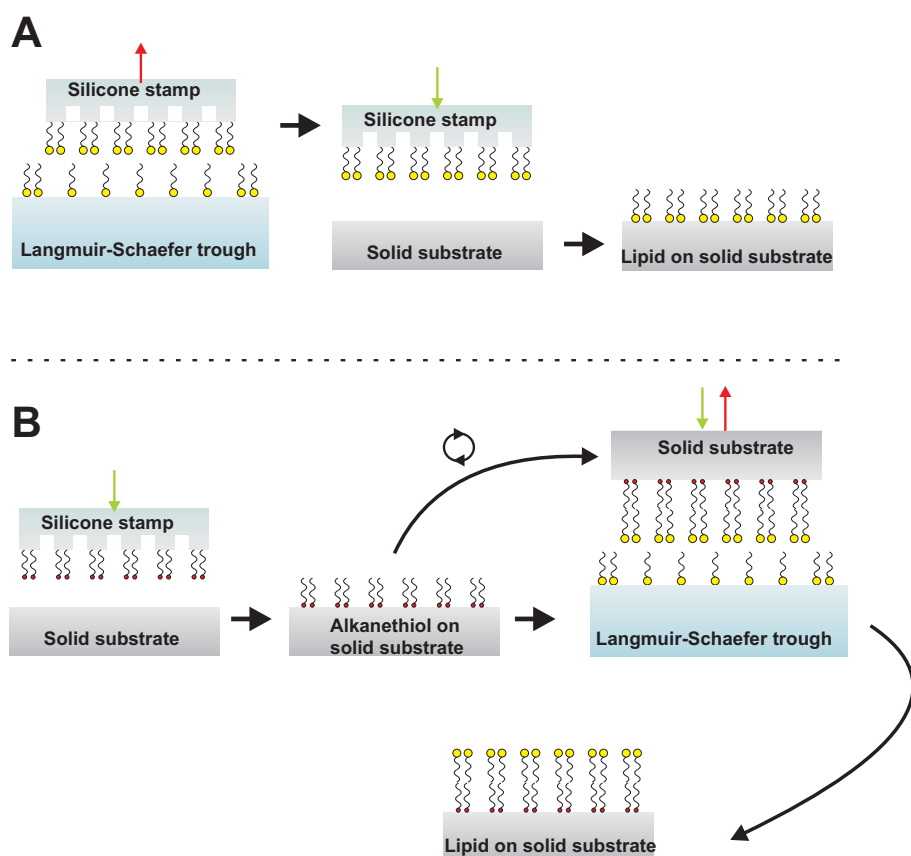 A
Silicone stamp
Silicone stamp
Langmuir-Schaefer trough
Solid substrate
Lipid on solid substrate
B
Solid substrate
Silicone stamp
Solid substrate
Alkanethiol on
solid substrate
Langmuir-Schaefer trough
Lipid on solid substrate